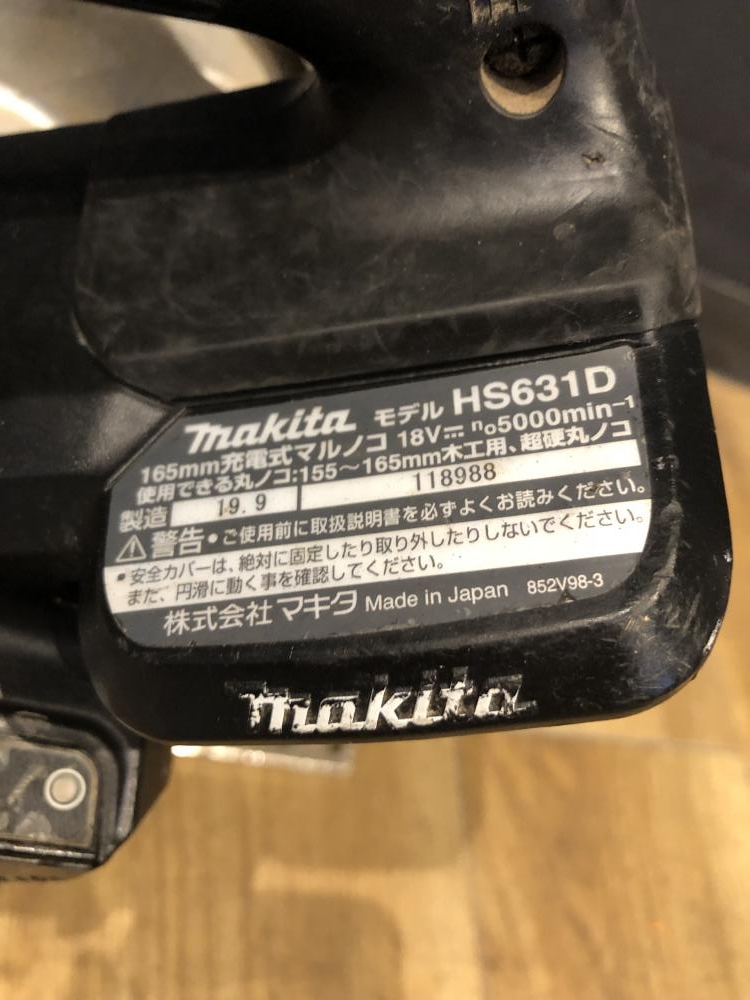 makita モデル HS631D
165mm充電式マルノコ 18V⎓ n₀5000min⁻¹
使用できる丸ノコ:155～165mm木工用、超硬丸ノコ
製造 19.9 118988
⚠警告 • ご使用前に取扱説明書を必ずよくお読みください。
• 安全カバーは、絶対に固定したり取り外したりしないでください。
また、円滑に動く事を確認してください。
株式会社 マキタ Made in Japan 852V98-3
makita